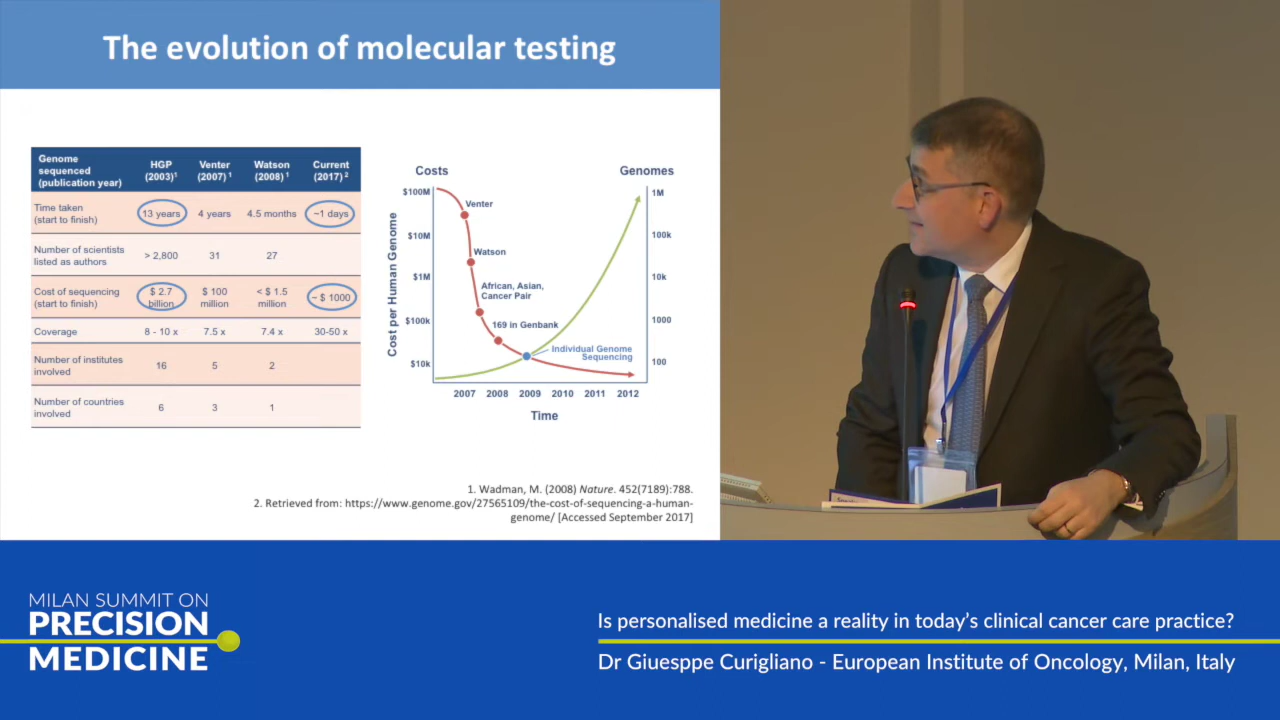 The evolution of molecular testing
Genome
sequenced
(publication year)
HGP
(2003)¹
Venter
(2007) ¹
Watson
(2008) ¹
Current
(2017) ²
Time taken
(start to finish)
13 years
4 years
4.5 months
~1 days
Number of scientists
listed as authors
> 2,800
31
27
Cost of sequencing
(start to finish)
$ 2.7
billion
$ 100
million
< $ 1.5
million
~ $ 1000
Coverage
8 - 10 x
7.5 x
7.4 x
30-50 x
Number of institutes
involved
16
5
2
Number of countries
involved
6
3
1
Costs
Genomes
Cost per Human Genome
$100M
$10M
$1M
$100k
$10k
1M
100k
10k
1000
100
Venter
Watson
African, Asian,
Cancer Pair
169 in Genbank
Individual Genome
Sequencing
2007 2008 2009 2010 2011 2012
Time
1. Wadman, M. (2008) Nature. 452(7189):788.
2. Retrieved from: https://www.genome.gov/27565109/the-cost-of-sequencing-a-human-
genome/ [Accessed September 2017]
MILAN SUMMIT ON
PRECISION
MEDICINE
Is personalised medicine a reality in today's clinical cancer care practice?
Dr Giuesppe Curigliano - European Institute of Oncology, Milan, Italy